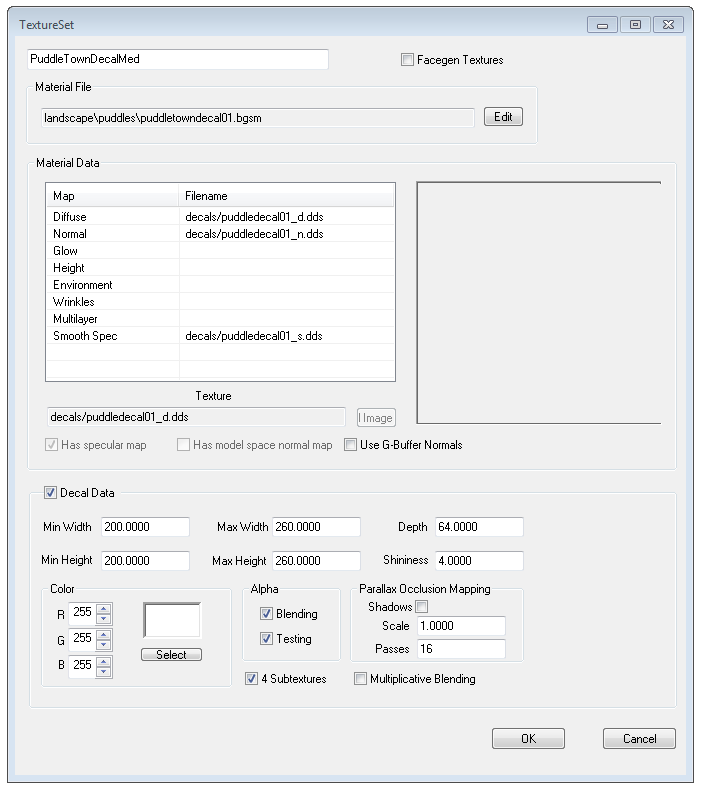 TextureSet
PuddleTownDecalMed
Facegen Textures
Material File
landscape\puddles\puddletowndecal01.bgsm
Edit
Material Data
Map Filename
Diffuse decals/puddledecal01_d.dds
Normal decals/puddledecal01_n.dds
Glow
Height
Environment
Wrinkles
Multilayer
Smooth Spec decals/puddledecal01_s.dds
Texture
decals/puddledecal01_d.dds
Image
Has specular map Has model space normal map Use G-Buffer Normals
Decal Data
Min Width 200.0000 Max Width 260.0000 Depth 64.0000
Min Height 200.0000 Max Height 260.0000 Shininess 4.0000
Color
R 255
G 255
B 255
Select
Alpha
Blending
Testing
Parallax Occlusion Mapping
Shadows
Scale 1.0000
Passes 16
4 Subtextures Multiplicative Blending
OK Cancel